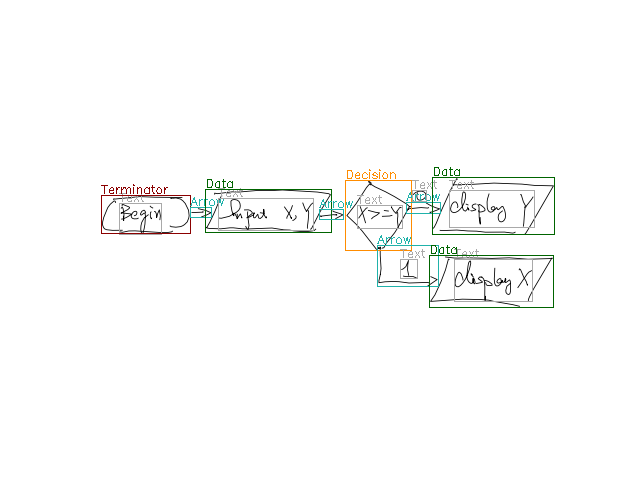 Terminator
Text
Begin
Arrow
Data
Text
Input X, Y
Arrow
Decision
Text
X>=Y
Arrow
Text
0
Data
Text
display Y
Arrow
Text
1
Data
Text
display X